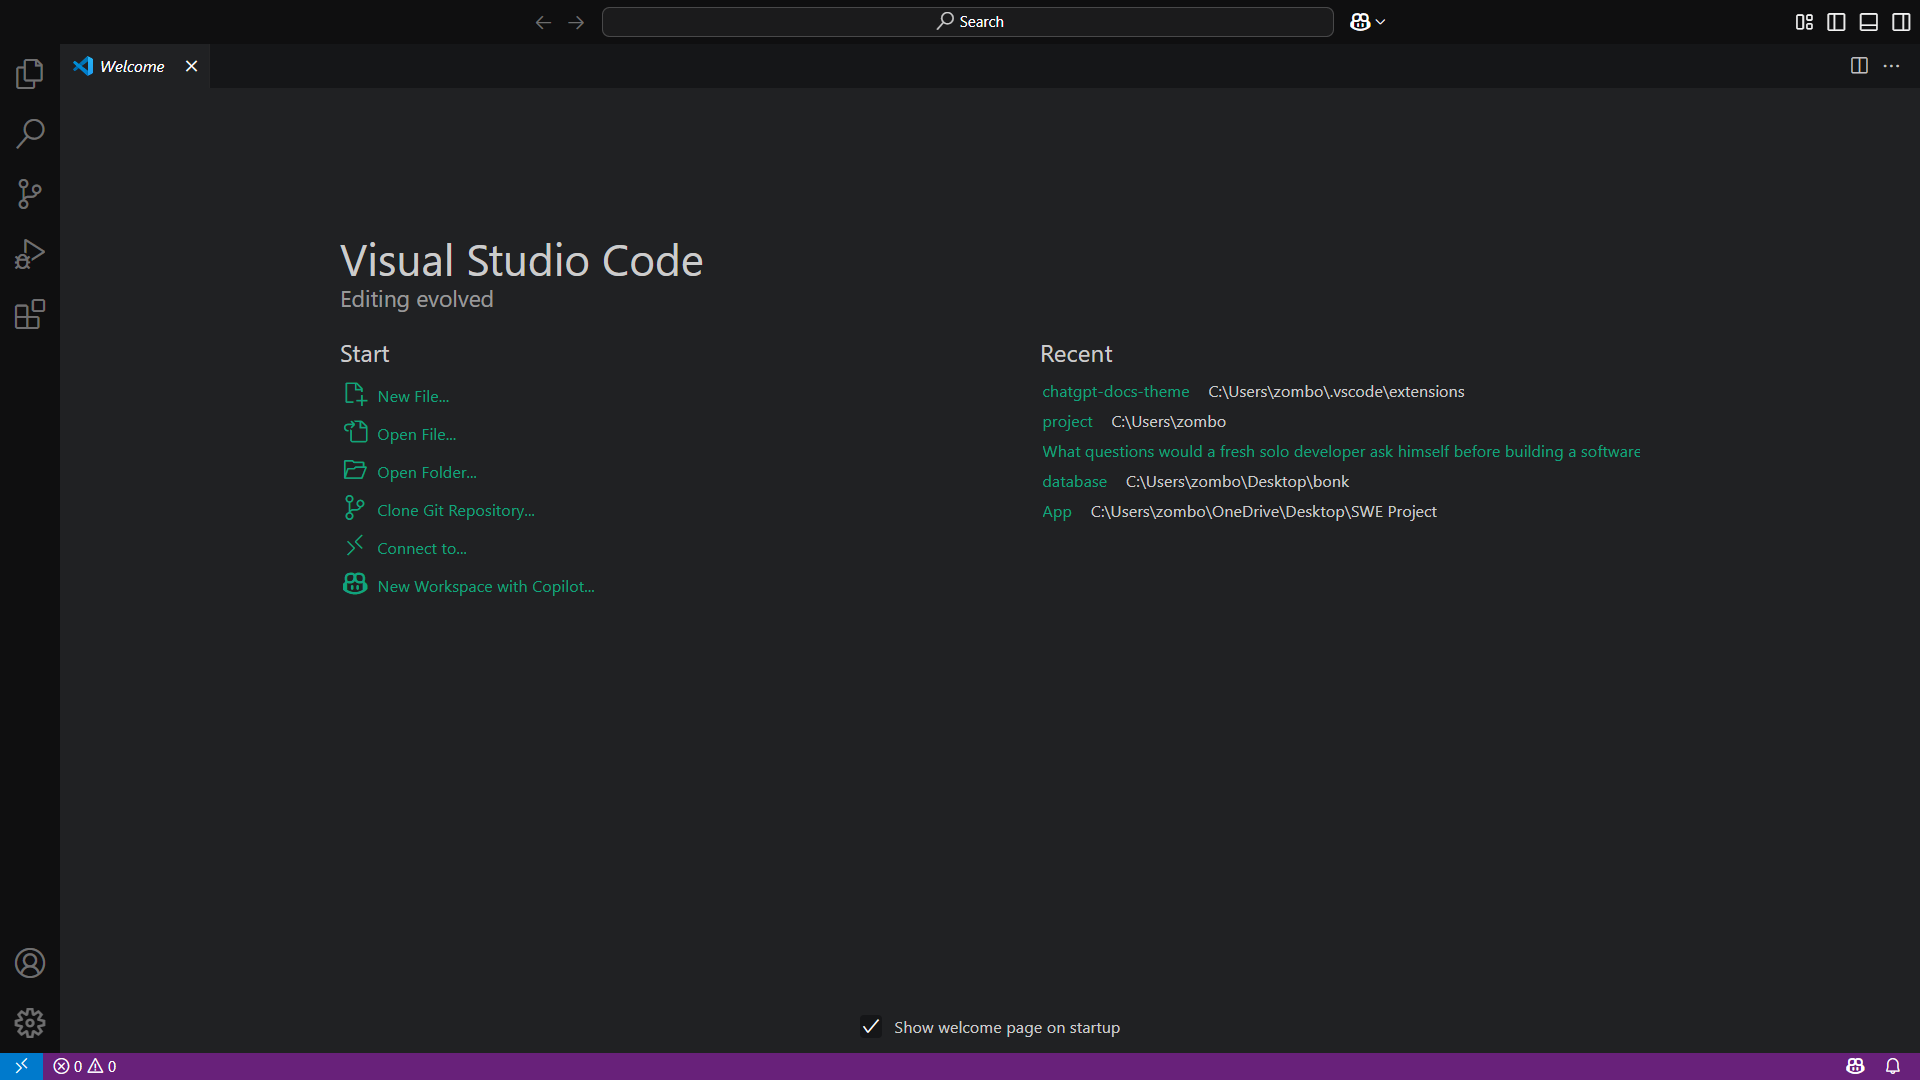 Search
Welcome
Visual Studio Code
Editing evolved
Start
New File...
Open File...
Open Folder...
Clone Git Repository...
Connect to...
New Workspace with Copilot...
Recent
chatgpt-docs-theme C:\Users\zombo\.vscode\extensions
project C:\Users\zombo
What questions would a fresh solo developer ask himself before building a software
database C:\Users\zombo\Desktop\bonk
App C:\Users\zombo\OneDrive\Desktop\SWE Project
Show welcome page on startup
0 0